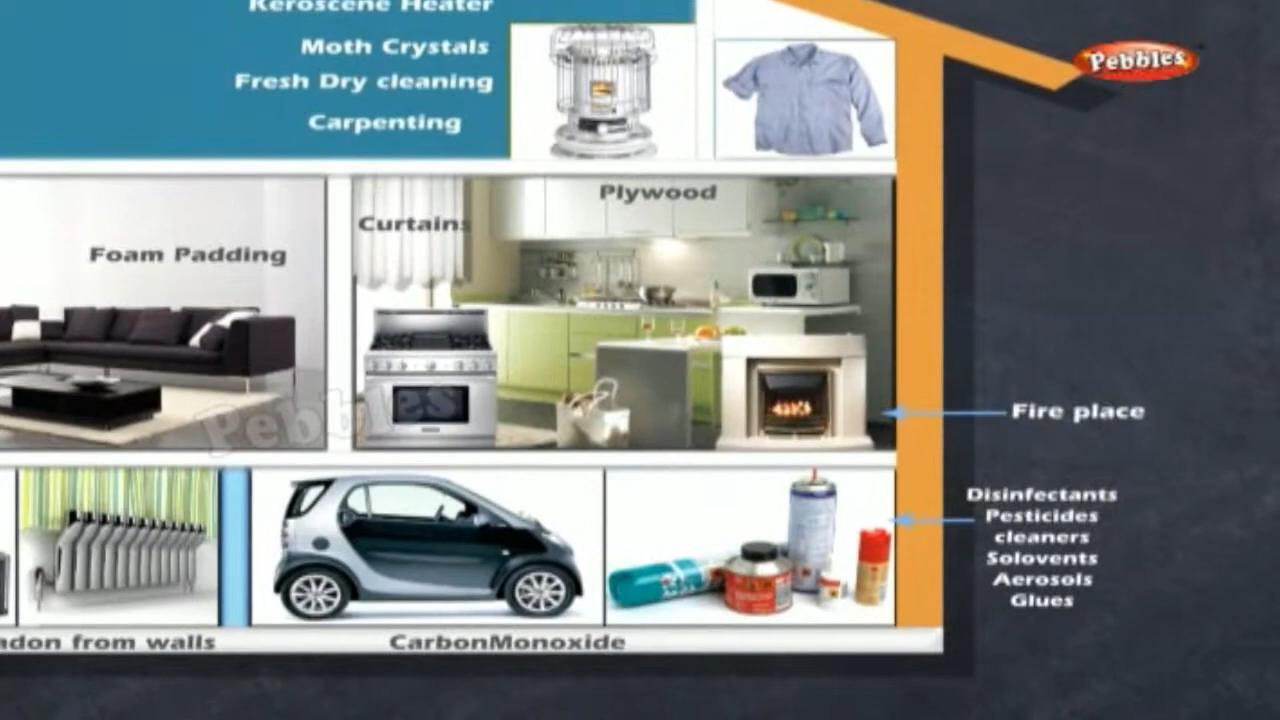 Keroscene Heater
Moth Crystals
Fresh Dry cleaning
Carpenting
Pebbles
Plywood
Curtains
Foam Padding
Pebbles
Fire place
Disinfectants
Pesticides
cleaners
Solovents
Aerosols
Glues
adon from walls
CarbonMonoxide